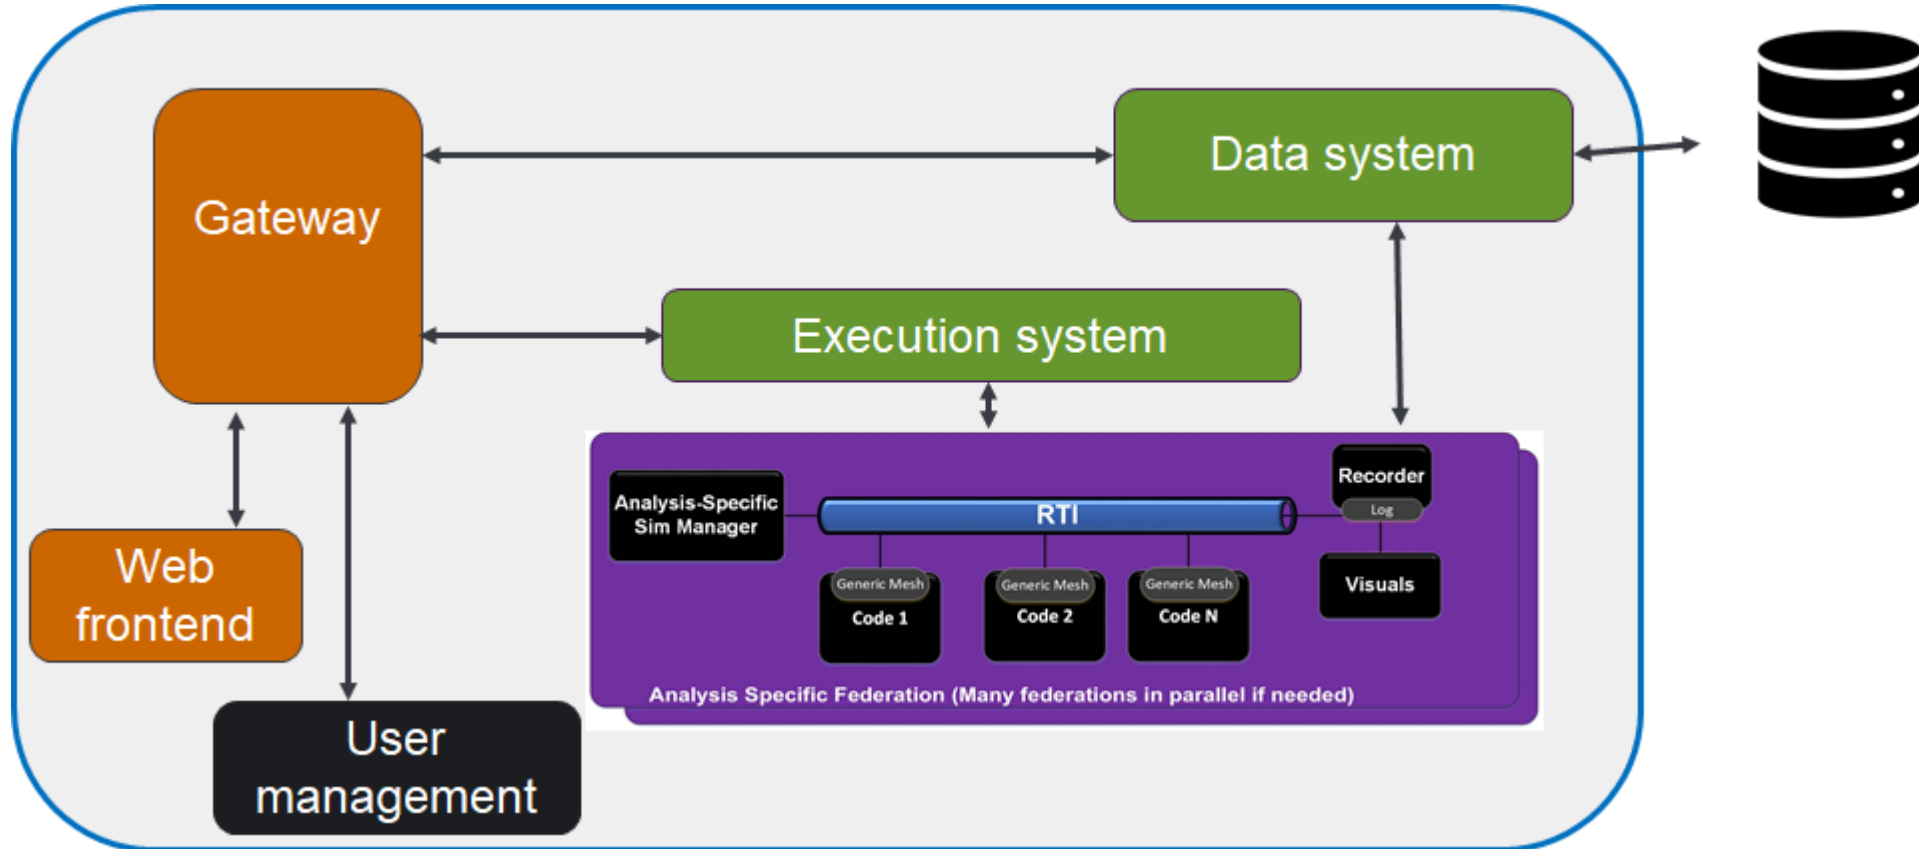 Gateway
Data system
Execution system
Web
frontend
User
management
Analysis-Specific
Sim Manager
RTI
Recorder
Log
Generic Mesh
Code 1
Generic Mesh
Code 2
Generic Mesh
Code N
Visuals
Analysis Specific Federation (Many federations in parallel if needed)